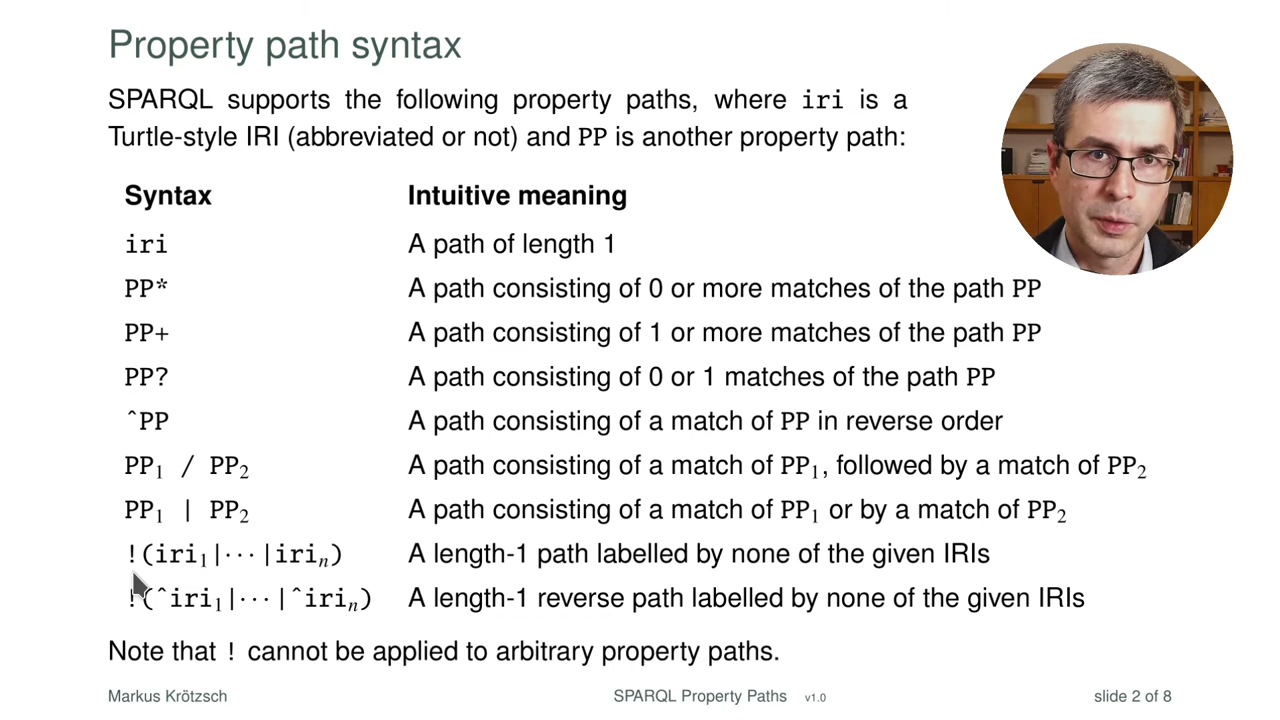 Property path syntax
SPARQL supports the following property paths, where iri is a
Turtle-style IRI (abbreviated or not) and PP is another property path:
Syntax Intuitive meaning
iri A path of length 1
PP* A path consisting of 0 or more matches of the path PP
PP+ A path consisting of 1 or more matches of the path PP
PP? A path consisting of 0 or 1 matches of the path PP
^PP A path consisting of a match of PP in reverse order
PP₁ / PP₂ A path consisting of a match of PP₁, followed by a match of PP₂
PP₁ | PP₂ A path consisting of a match of PP₁ or by a match of PP₂
!(iri₁|···|iriₙ) A length-1 path labelled by none of the given IRIs
!(^iri₁|···|^iriₙ) A length-1 reverse path labelled by none of the given IRIs
Note that ! cannot be applied to arbitrary property paths.
Markus Krötzsch SPARQL Property Paths v1.0 slide 2 of 8